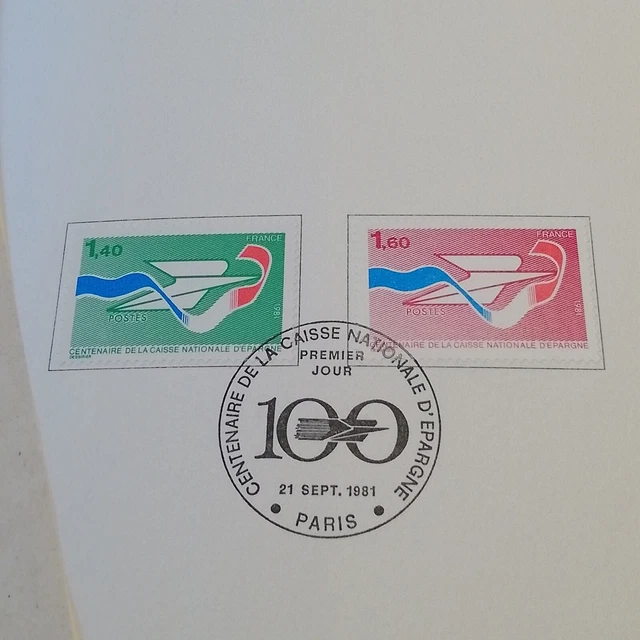 1,40
FRANCE
POSTES
1981
CENTENAIRE DE LA CAISSE NATIONALE D'EPARGNE
1,60
FRANCE
POSTES
1981
CENTENAIRE DE LA CAISSE NATIONALE D'EPARGNE
CENTENAIRE DE LA CAISSE NATIONALE D'EPARGNE
PREMIER
JOUR
100
21 SEPT. 1981
PARIS